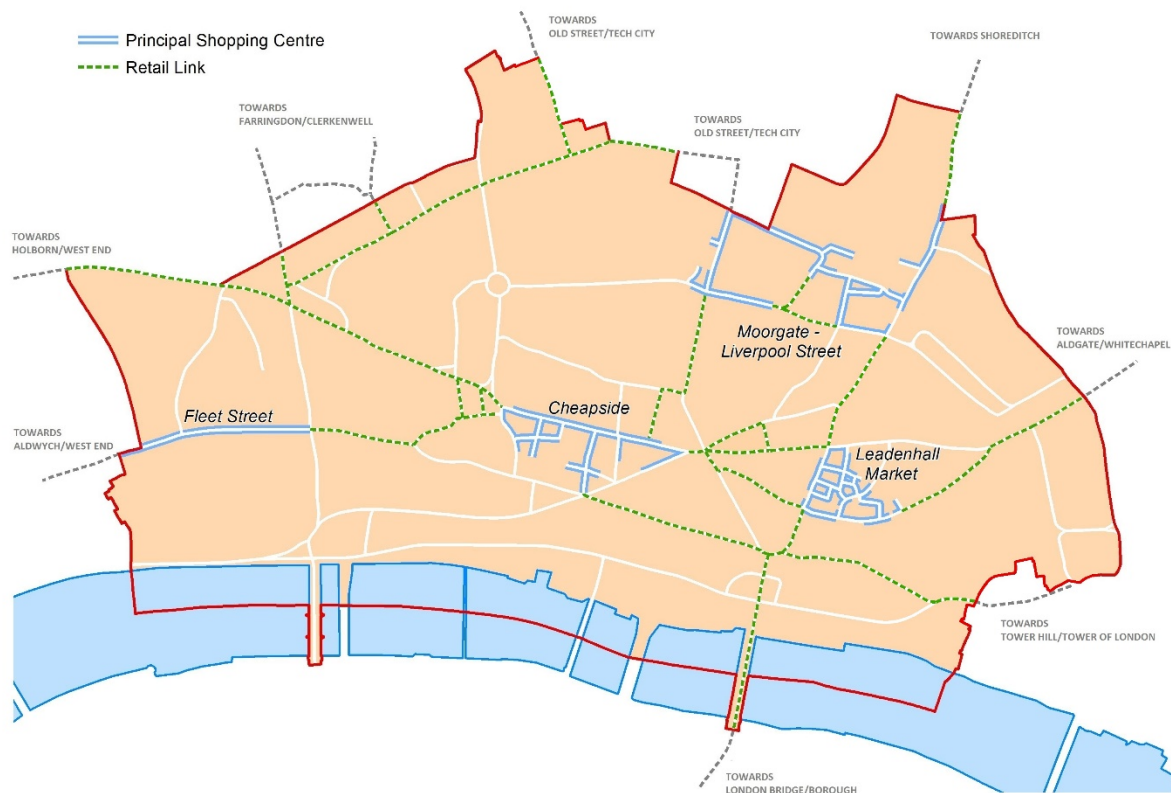 TOWARDS
OLD STREET/TECH CITY
Principal Shopping Centre
Retail Link
TOWARDS SHOREDITCH
TOWARDS
FARRINGDON/CLERKENWELL
TOWARDS
OLD STREET/TECH CITY
TOWARDS
HOLBORN/WEST END
Moorgate -
Liverpool Street
TOWARDS
ALDGATE/WHITECHAPEL
Fleet Street
Cheapside
TOWARDS
ALDWYCH/WEST END
Leadenhall
Market
TOWARDS
TOWER HILL/TOWER OF LONDON
TOWARDS
LONDON BRIDGE/BOROUGH